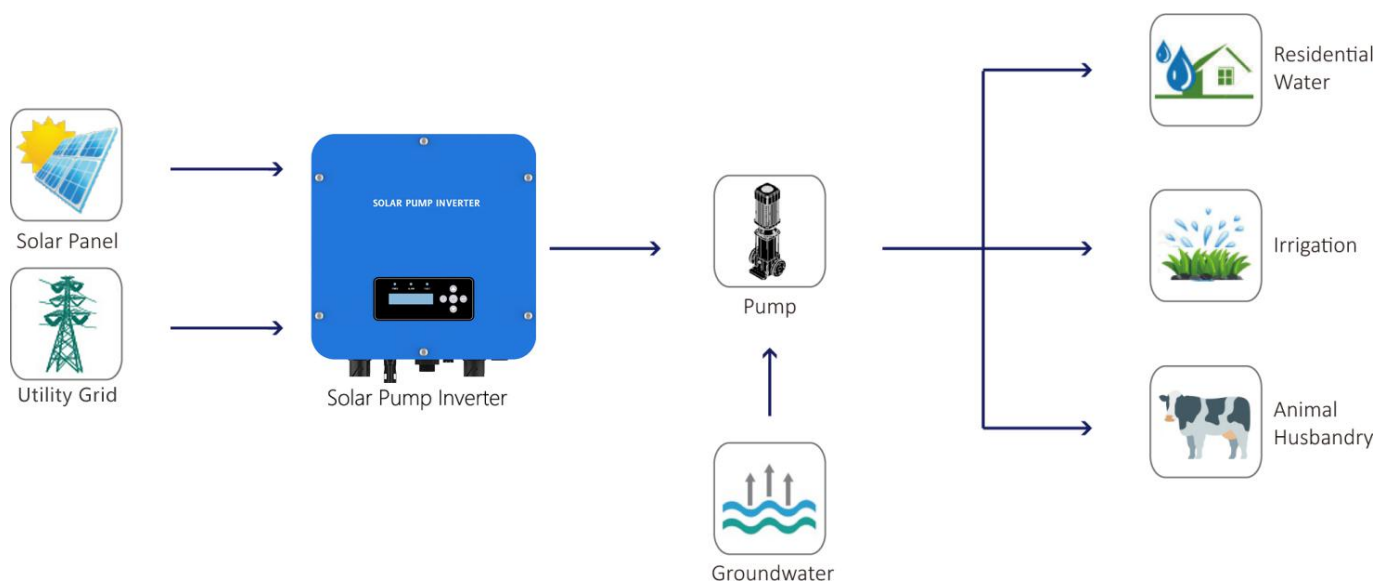 Solar Panel
Utility Grid
SOLAR PUMP INVERTER
Solar Pump Inverter
Pump
Groundwater
Residential
Water
Irrigation
Animal
Husbandry